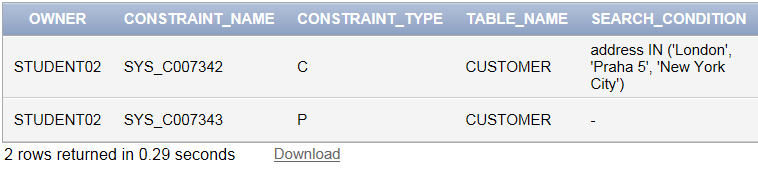 OWNER CONSTRAINT_NAME CONSTRAINT_TYPE TABLE_NAME SEARCH_CONDITION
STUDENT02 SYS_C007342 C CUSTOMER address IN ('London',
'Praha 5', 'New York
City')
STUDENT02 SYS_C007343 P CUSTOMER -
2 rows returned in 0.29 seconds Download